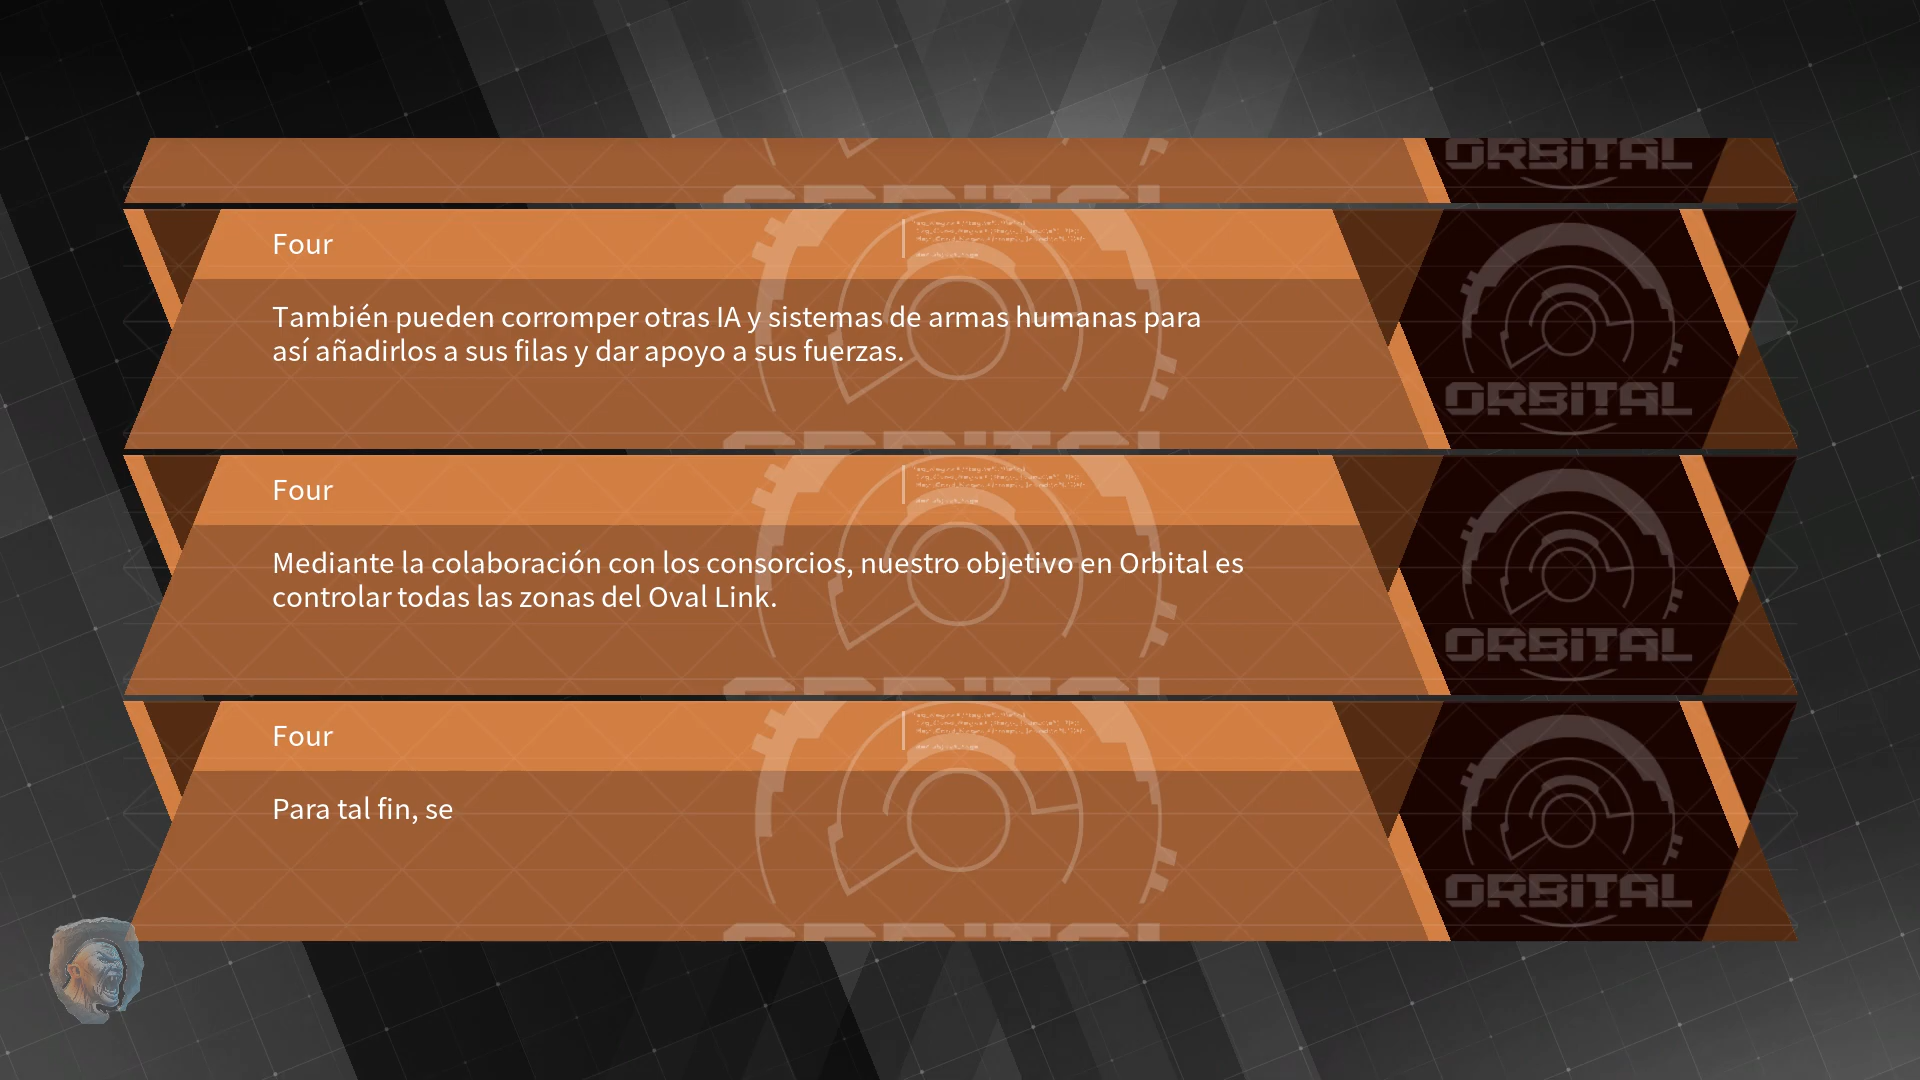 ORBITAL
Four
También pueden corromper otras IA y sistemas de armas humanas para
así añadirlos a sus filas y dar apoyo a sus fuerzas.
ORBITAL
Four
Mediante la colaboración con los consorcios, nuestro objetivo en Orbital es
controlar todas las zonas del Oval Link.
ORBITAL
Four
Para tal fin, se
ORBITAL